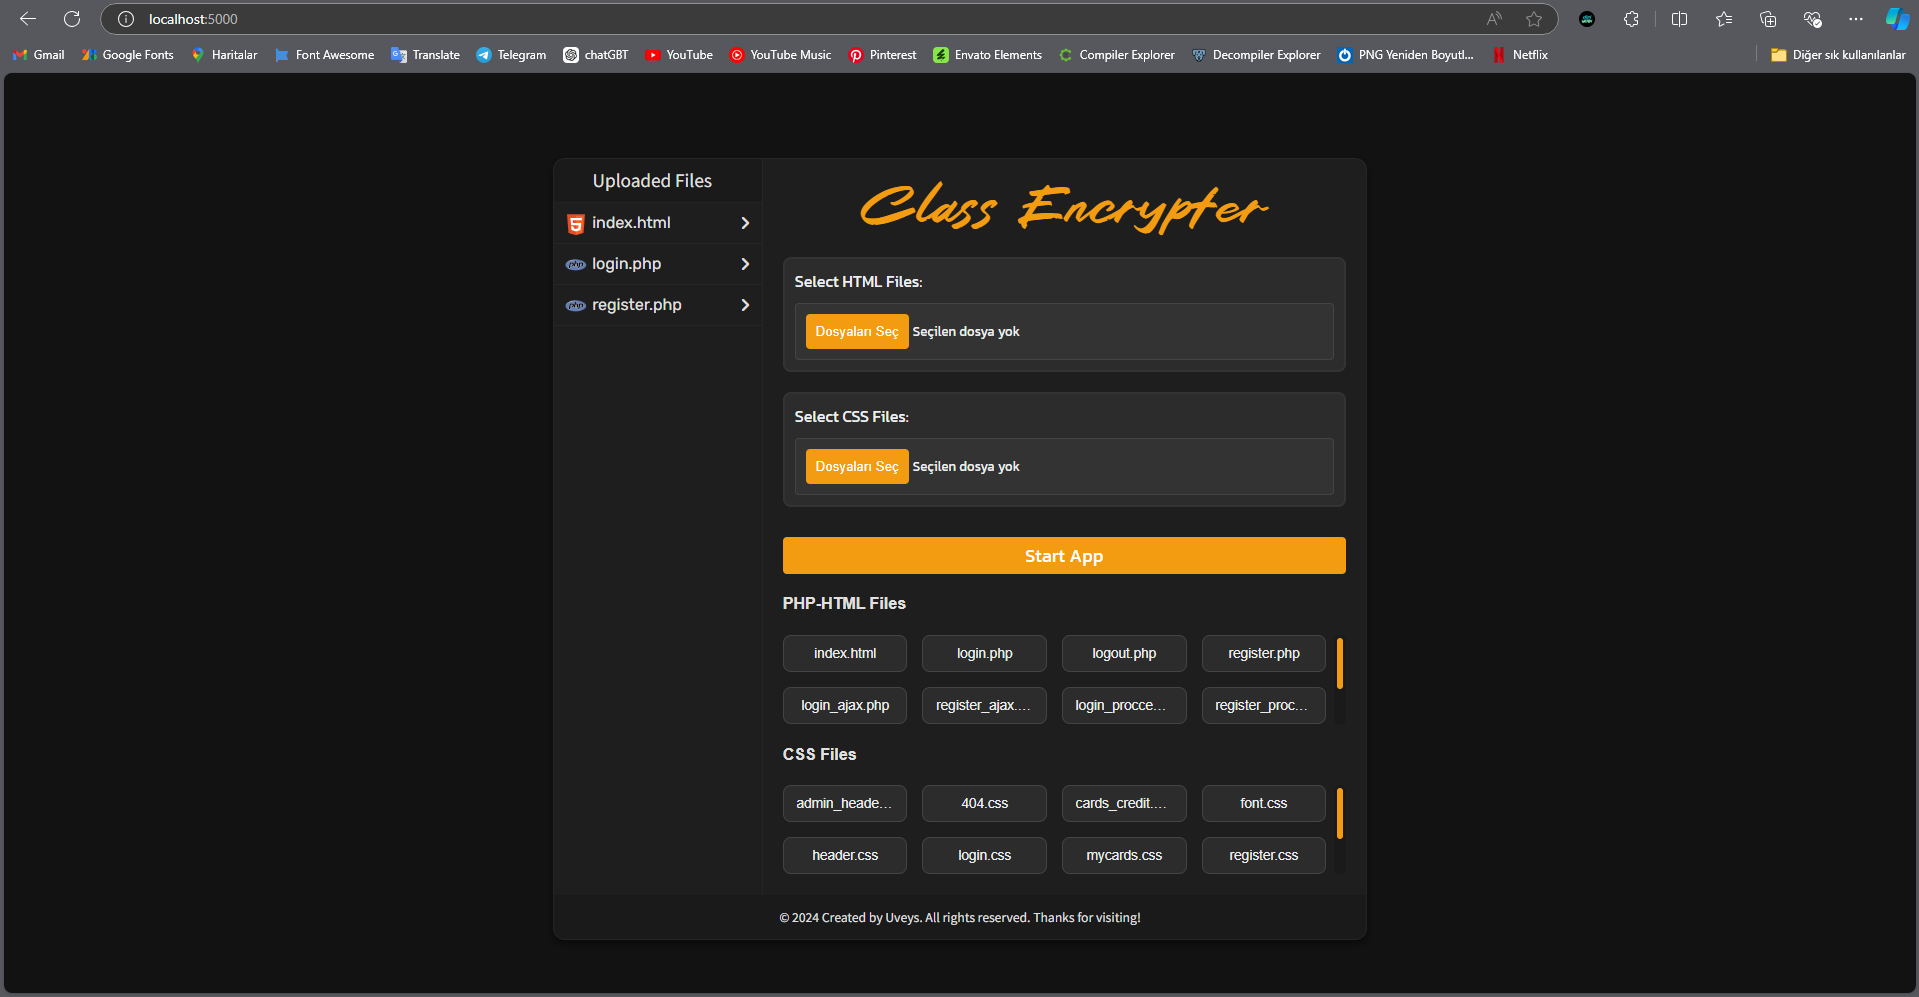 localhost:5000
Gmail Google Fonts Haritalar Font Awesome Translate Telegram chatGBT YouTube YouTube Music Pinterest Envato Elements Compiler Explorer Decompiler Explorer PNG Yeniden Boyutl... Netflix Diğer sık kullanılanlar
Uploaded Files
index.html
login.php
register.php
Class Encrypter
Select HTML Files:
Dosyaları Seç Seçilen dosya yok
Select CSS Files:
Dosyaları Seç Seçilen dosya yok
Start App
PHP-HTML Files
index.html login.php logout.php register.php
login_ajax.php register_ajax.... login_procce... register_proc...
CSS Files
admin_heade... 404.css cards_credit.... font.css
header.css login.css mycards.css register.css
© 2024 Created by Uveys. All rights reserved. Thanks for visiting!